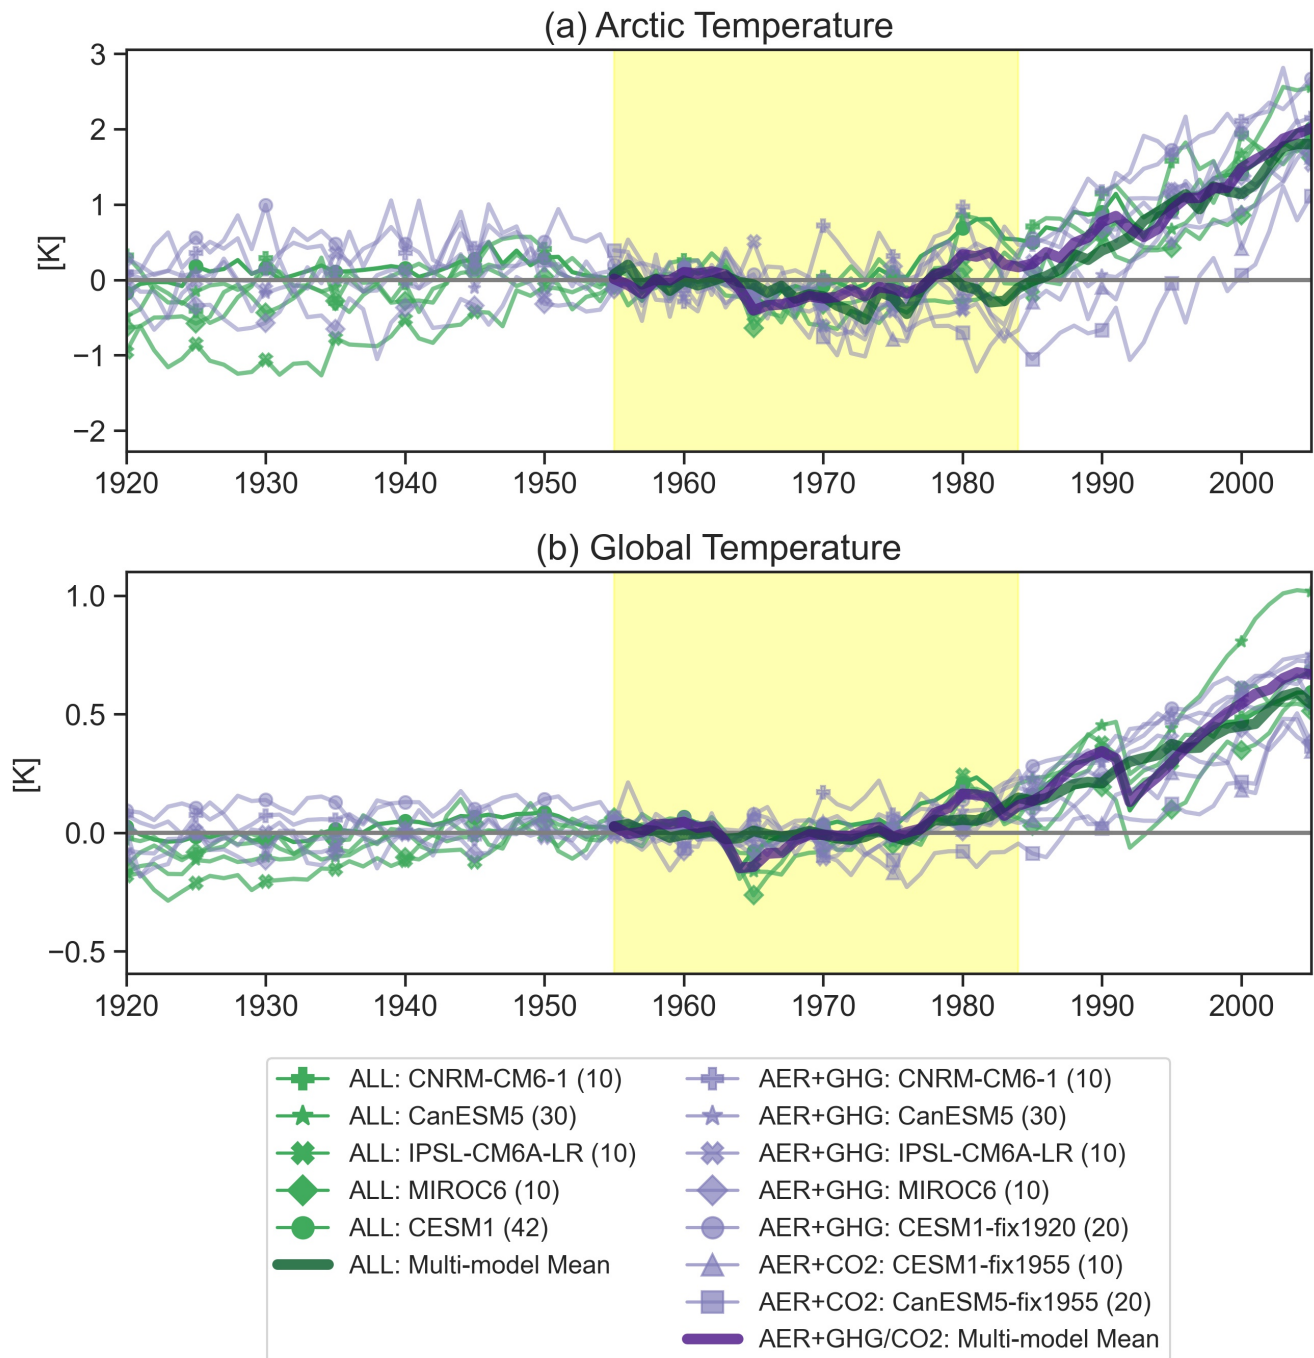 (a) Arctic Temperature
[K]
3
2
1
0
−1
−2
1920 1930 1940 1950 1960 1970 1980 1990 2000
(b) Global Temperature
[K]
1.0
0.5
0.0
−0.5
1920 1930 1940 1950 1960 1970 1980 1990 2000
ALL: CNRM-CM6-1 (10)
ALL: CanESM5 (30)
ALL: IPSL-CM6A-LR (10)
ALL: MIROC6 (10)
ALL: CESM1 (42)
ALL: Multi-model Mean
AER+GHG: CNRM-CM6-1 (10)
AER+GHG: CanESM5 (30)
AER+GHG: IPSL-CM6A-LR (10)
AER+GHG: MIROC6 (10)
AER+GHG: CESM1-fix1920 (20)
AER+CO2: CESM1-fix1955 (10)
AER+CO2: CanESM5-fix1955 (20)
AER+GHG/CO2: Multi-model Mean